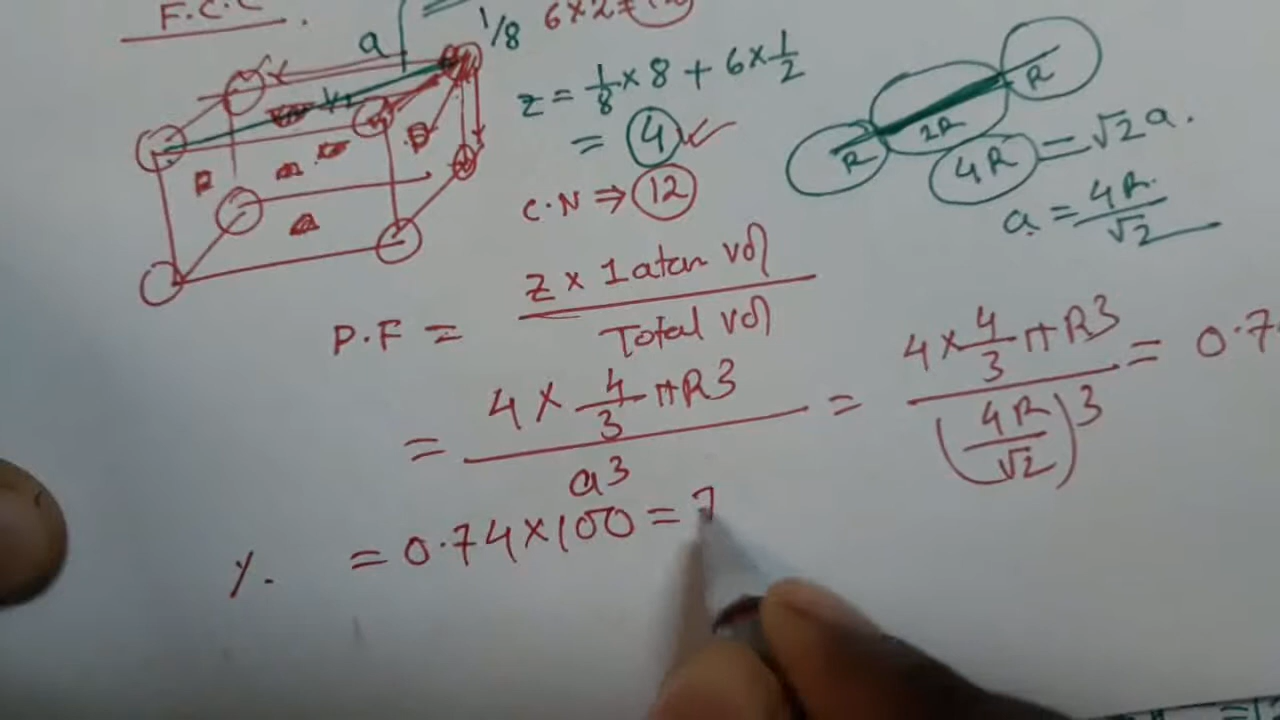 F.C.C
a
1/8
6×2=
z = 1/8 × 8 + 6 × 1/2
= 4
C.N ⇒ 12
R
2R
R
4R = √2a.
a = 4R/√2
P.F = z × 1 atom vol / Total vol
= 4 × 4/3 πR3 / a3 = 4 × 4/3 πR3 / (4R/√2)3 = 0.7
%. = 0.74×100 = 7